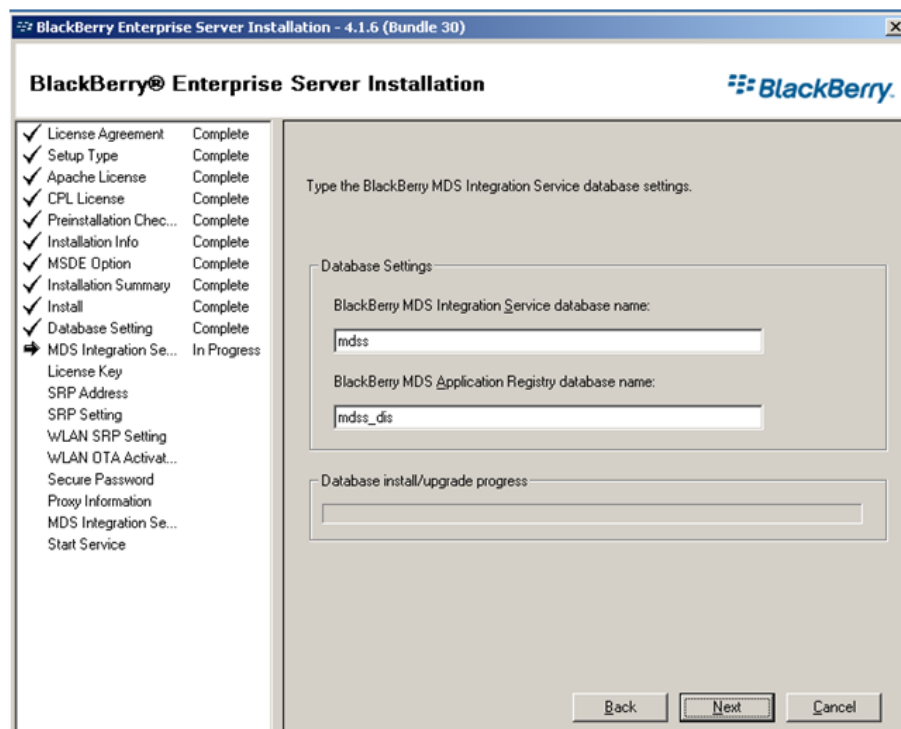 BlackBerry Enterprise Server Installation - 4.1.6 (Bundle 30)
BlackBerry® Enterprise Server Installation
BlackBerry.
License Agreement Complete
Setup Type Complete
Apache License Complete
CPL License Complete
Preinstallation Chec... Complete
Installation Info Complete
MSDE Option Complete
Installation Summary Complete
Install Complete
Database Setting Complete
MDS Integration Se... In Progress
License Key
SRP Address
SRP Setting
WLAN SRP Setting
WLAN OTA Activat...
Secure Password
Proxy Information
MDS Integration Se...
Start Service
Type the BlackBerry MDS Integration Service database settings.
Database Settings
BlackBerry MDS Integration Service database name:
mdss
BlackBerry MDS Application Registry database name:
mdss_dis
Database install/upgrade progress
Back Next Cancel